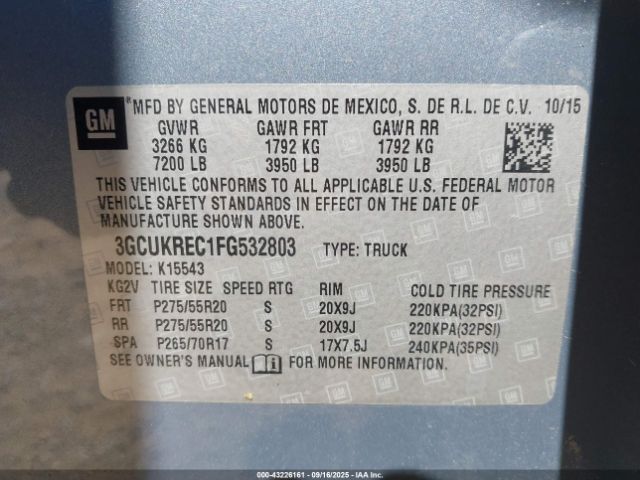 GM
*MFD BY GENERAL MOTORS DE MEXICO, S. DE R.L. DE C.V. 10/15
GVWR GAWR FRT GAWR RR
3266 KG 1792 KG 1792 KG
7200 LB 3950 LB 3950 LB
THIS VEHICLE CONFORMS TO ALL APPLICABLE U.S. FEDERAL MOTOR
VEHICLE SAFETY STANDARDS IN EFFECT ON THE DATE OF
MANUFACTURE SHOWN ABOVE.
3GCUKREC1FG532803 TYPE: TRUCK
MODEL: K15543
KG2V TIRE SIZE SPEED RTG RIM COLD TIRE PRESSURE
FRT P275/55R20 S 20X9J 220KPA(32PSI)
RR P275/55R20 S 20X9J 220KPA(32PSI)
SPA P265/70R17 S 17X7.5J 240KPA(35PSI)
SEE OWNER'S MANUAL FOR MORE INFORMATION.
000-43226161 - 09/16/2025 - IAA Inc.